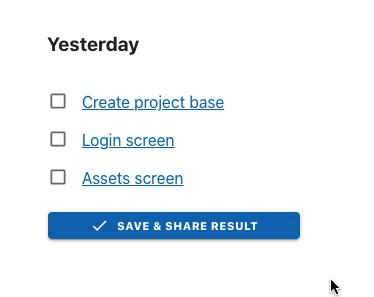 Yesterday
Create project base
Login screen
Assets screen
SAVE & SHARE RESULT